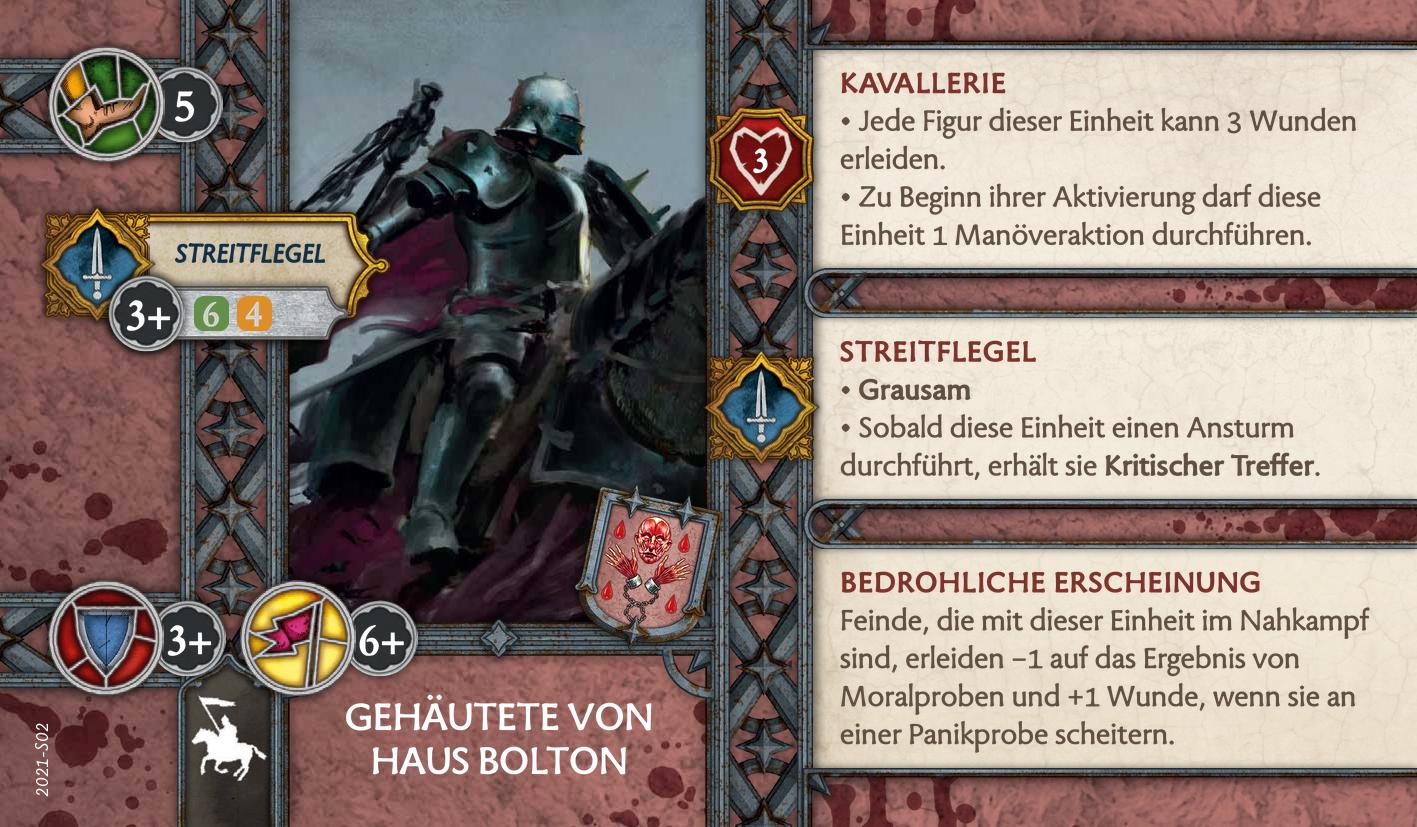 5
STREITFLEGEL
3+ 6 4
3+ 6+
GEHÄUTETE VON
HAUS BOLTON
2021-S02
3
KAVALLERIE
• Jede Figur dieser Einheit kann 3 Wunden
erleiden.
• Zu Beginn ihrer Aktivierung darf diese
Einheit 1 Manöveraktion durchführen.
STREITFLEGEL
• Grausam
• Sobald diese Einheit einen Ansturm
durchführt, erhält sie Kritischer Treffer.
BEDROHLICHE ERSCHEINUNG
Feinde, die mit dieser Einheit im Nahkampf
sind, erleiden −1 auf das Ergebnis von
Moralproben und +1 Wunde, wenn sie an
einer Panikprobe scheitern.